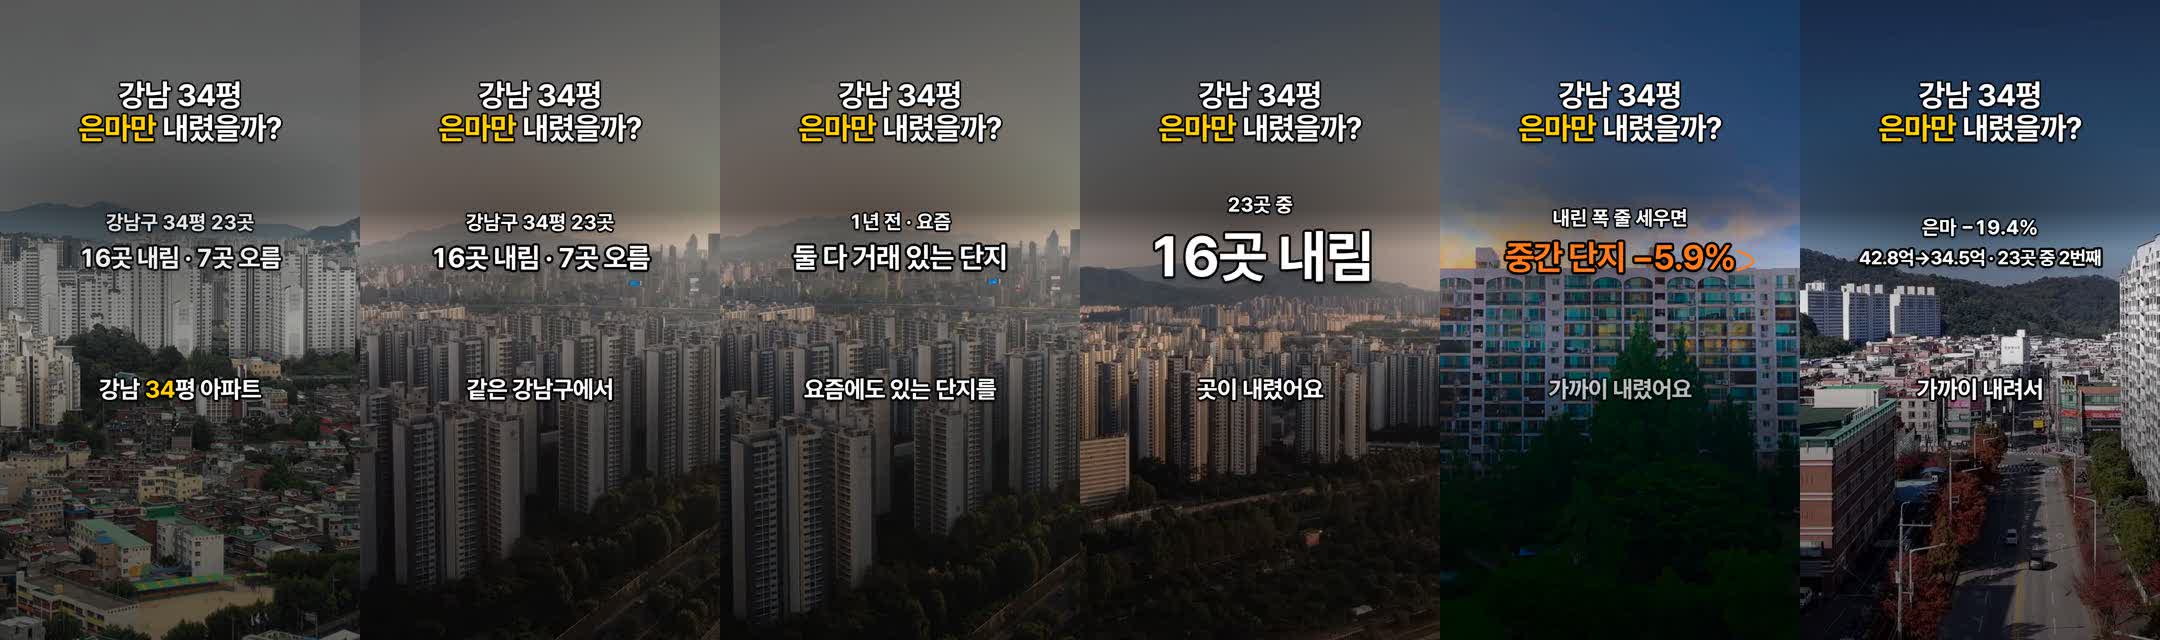 강남 34평
은마만 내렸을까?
강남구 34평 23곳
16곳 내림 · 7곳 오름
강남 34평 아파트
강남 34평
은마만 내렸을까?
강남구 34평 23곳
16곳 내림 · 7곳 오름
같은 강남구에서
강남 34평
은마만 내렸을까?
1년 전 · 요즘
둘 다 거래 있는 단지
요즘에도 있는 단지를
강남 34평
은마만 내렸을까?
23곳 중
16곳 내림
곳이 내렸어요
강남 34평
은마만 내렸을까?
내린 폭 줄 세우면
중간 단지 −5.9%
가까이 내렸어요
강남 34평
은마만 내렸을까?
은마 −19.4%
42.8억→34.5억 · 23곳 중 2번째
가까이 내려서